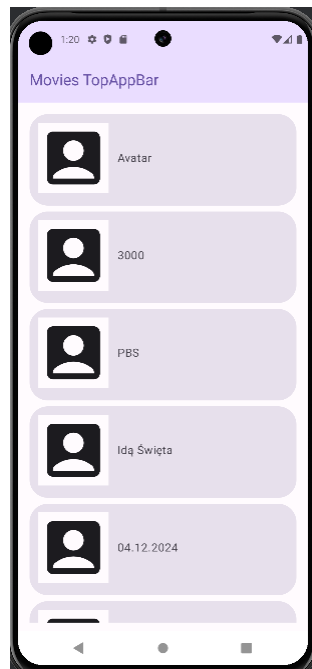 1:20
Movies TopAppBar
Avatar
3000
PBS
Idą Święta
04.12.2024